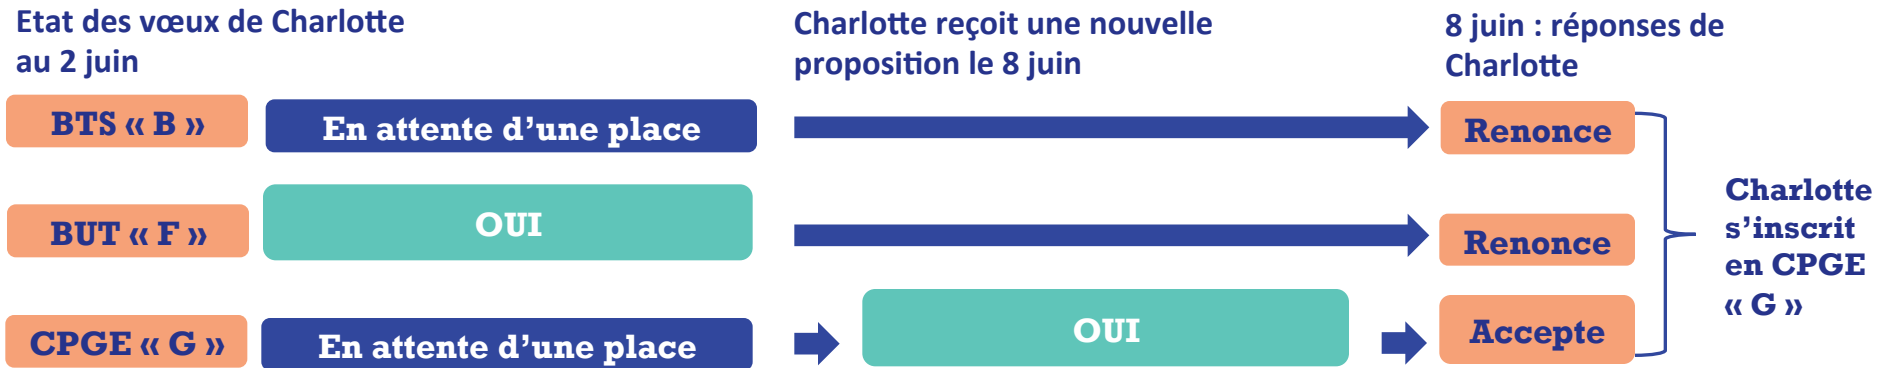 Etat des vœux de Charlotte
au 2 juin
Charlotte reçoit une nouvelle
proposition le 8 juin
8 juin : réponses de
Charlotte
BTS « B »
En attente d'une place
Renonce
BUT « F »
OUI
Renonce
CPGE « G »
En attente d'une place
OUI
Accepte
Charlotte
s'inscrit
en CPGE
« G »